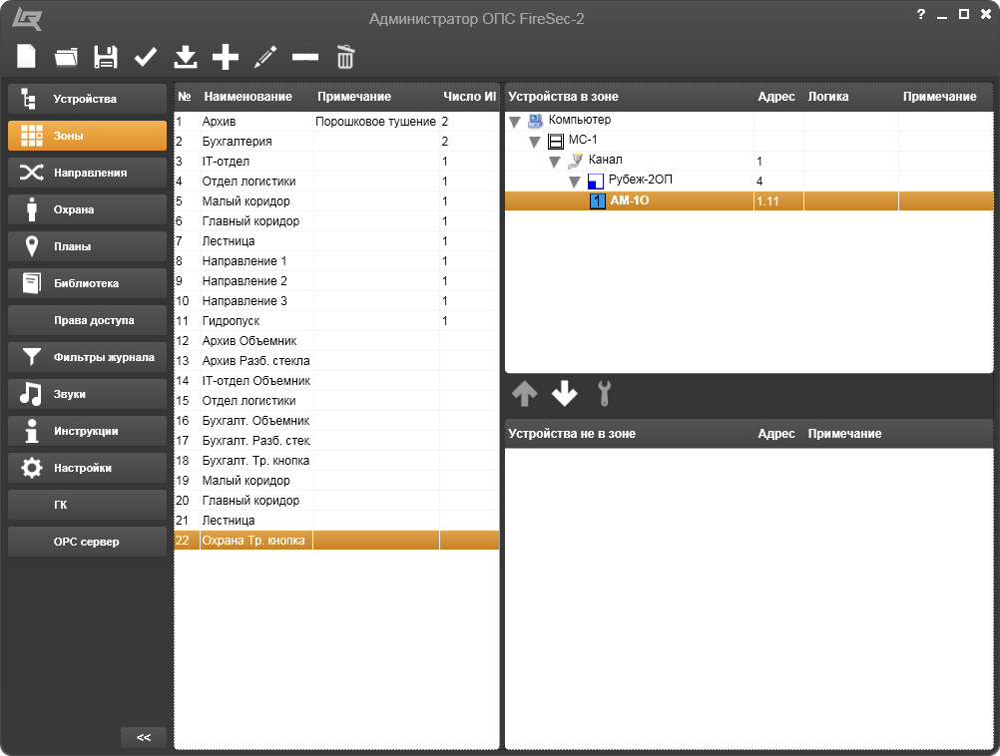 Администратор ОПС FireSec-2
?
Устройства
Зоны
Направления
Охрана
Планы
Библиотека
Права доступа
Фильтры журнала
Звуки
Инструкции
Настройки
ГК
ОРС сервер
<<
№ Наименование Примечание Число ИП
1 Архив Порошковое тушение 2
2 Бухгалтерия 2
3 IT-отдел 1
4 Отдел логистики 1
5 Малый коридор 1
6 Главный коридор 1
7 Лестница 1
8 Направление 1 1
9 Направление 2 1
10 Направление 3 1
11 Гидропуск 1
12 Архив Объемник
13 Архив Разб. стекла
14 IT-отдел Объемник
15 Отдел логистики
16 Бухгалт. Объемник
17 Бухгалт. Разб. стек
18 Бухгалт. Тр. кнопка
19 Малый коридор
20 Главный коридор
21 Лестница
22 Охрана Тр. кнопка
Устройства в зоне Адрес Логика Примечание
Компьютер
МС-1
Канал 1
Рубеж-2ОП 4
1 АМ-1О 1.11
Устройства не в зоне Адрес Примечание